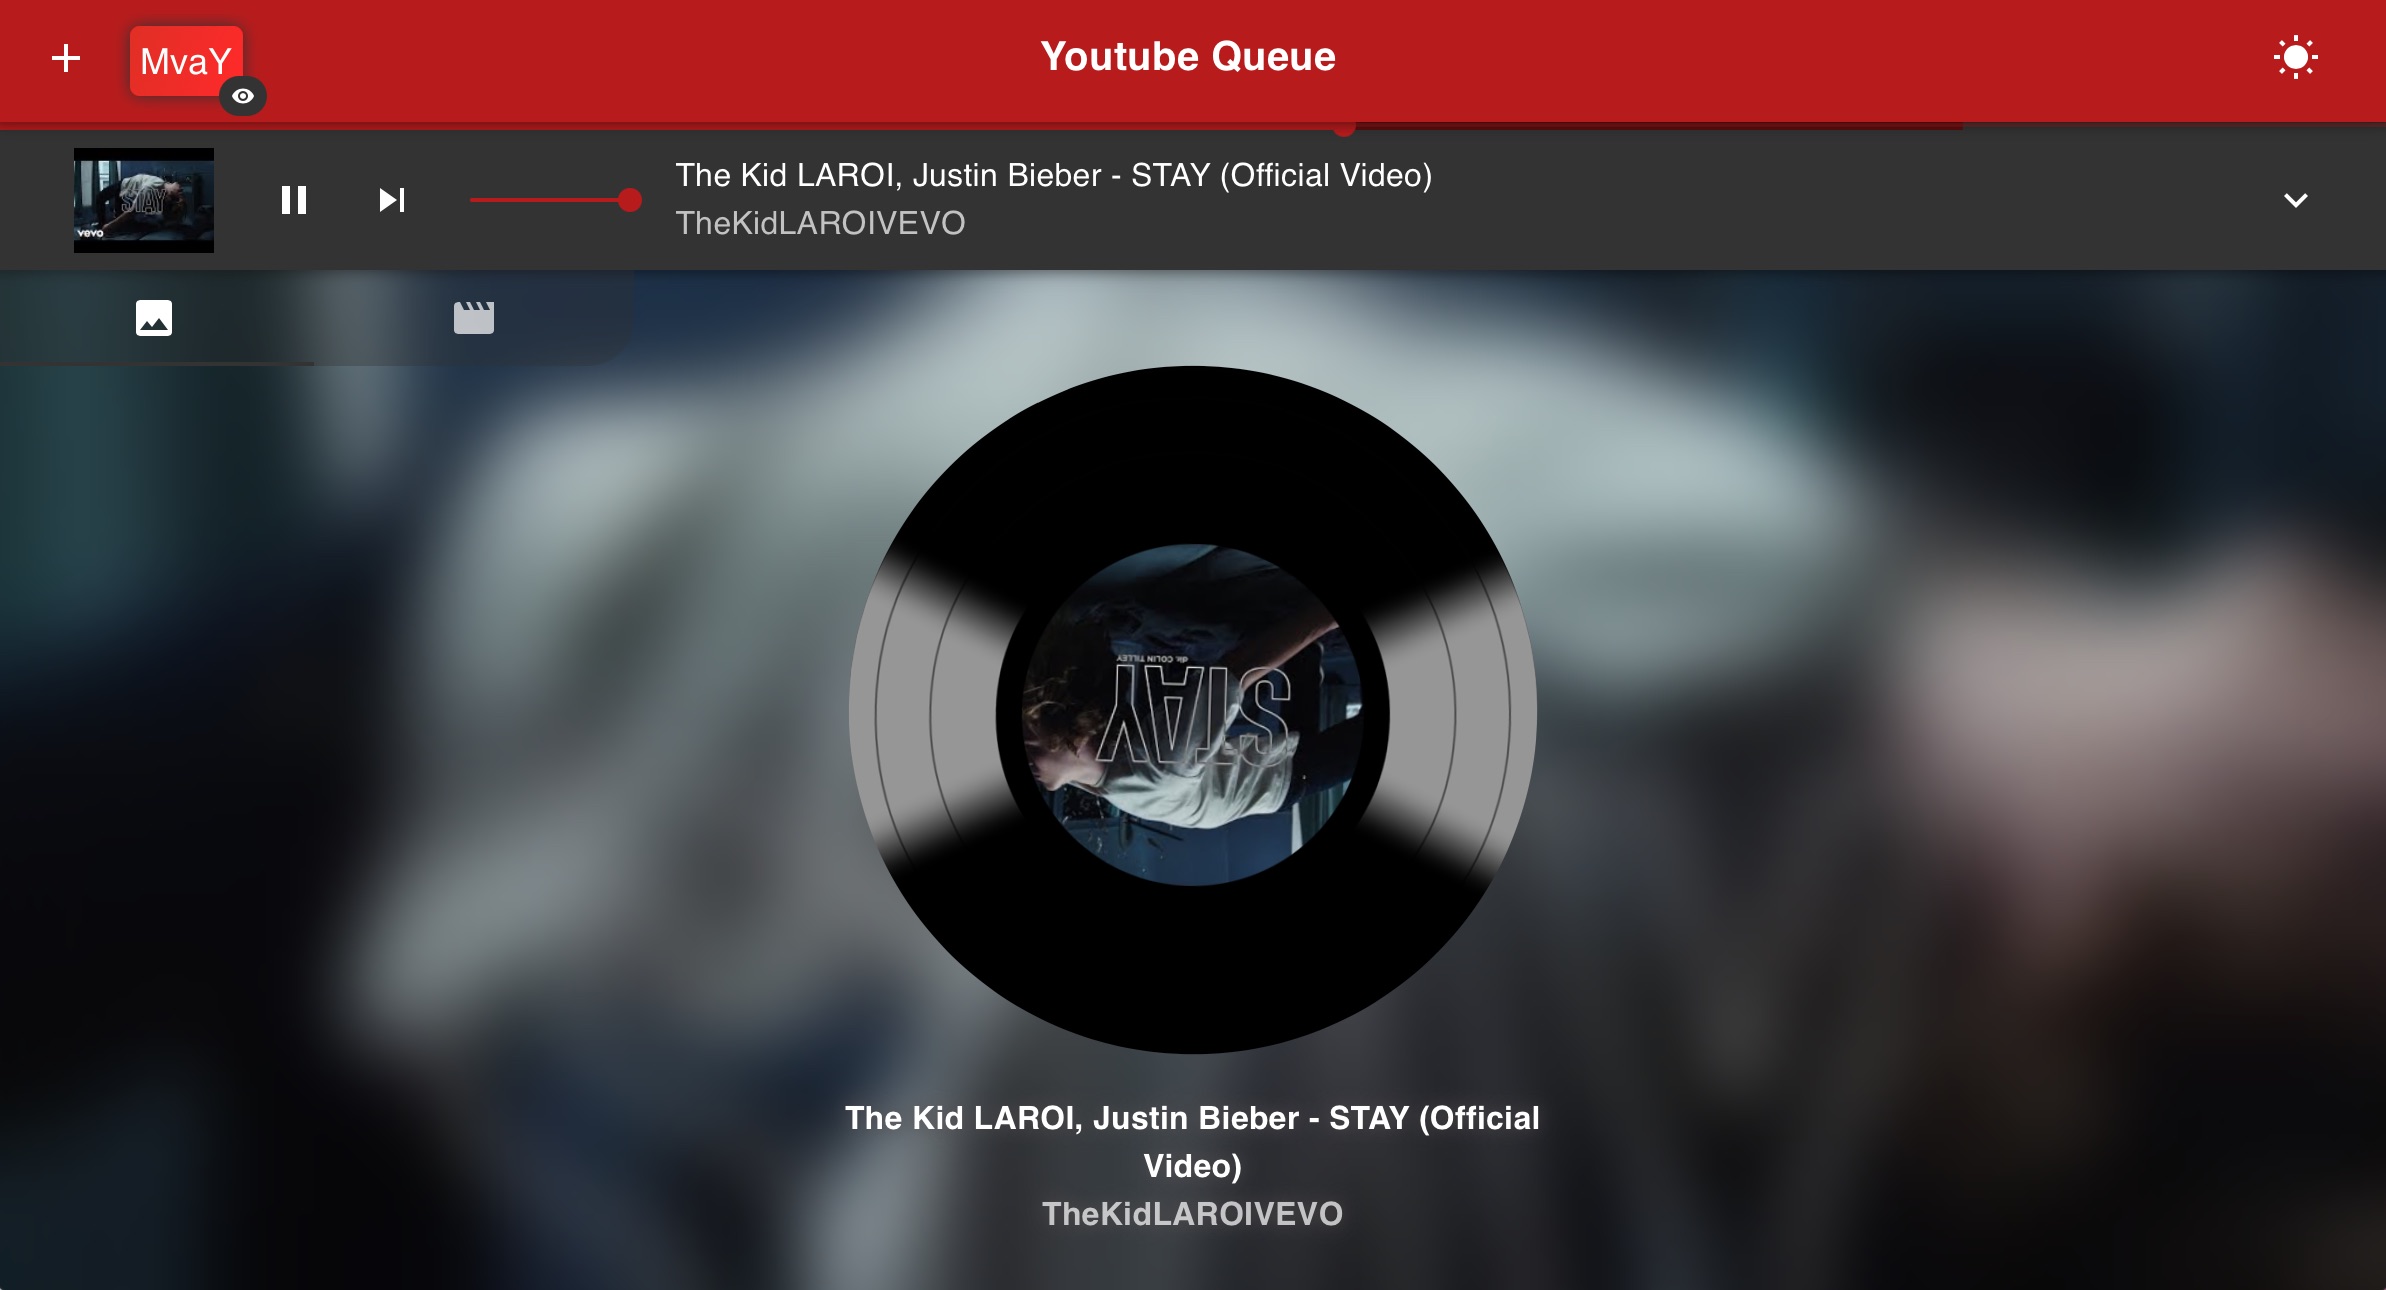 MvaY
Youtube Queue
STAY
vevo
The Kid LAROI, Justin Bieber - STAY (Official Video)
TheKidLAROIVEVO
dir. COLIN TILLEY
STAY
The Kid LAROI, Justin Bieber - STAY (Official
Video)
TheKidLAROIVEVO